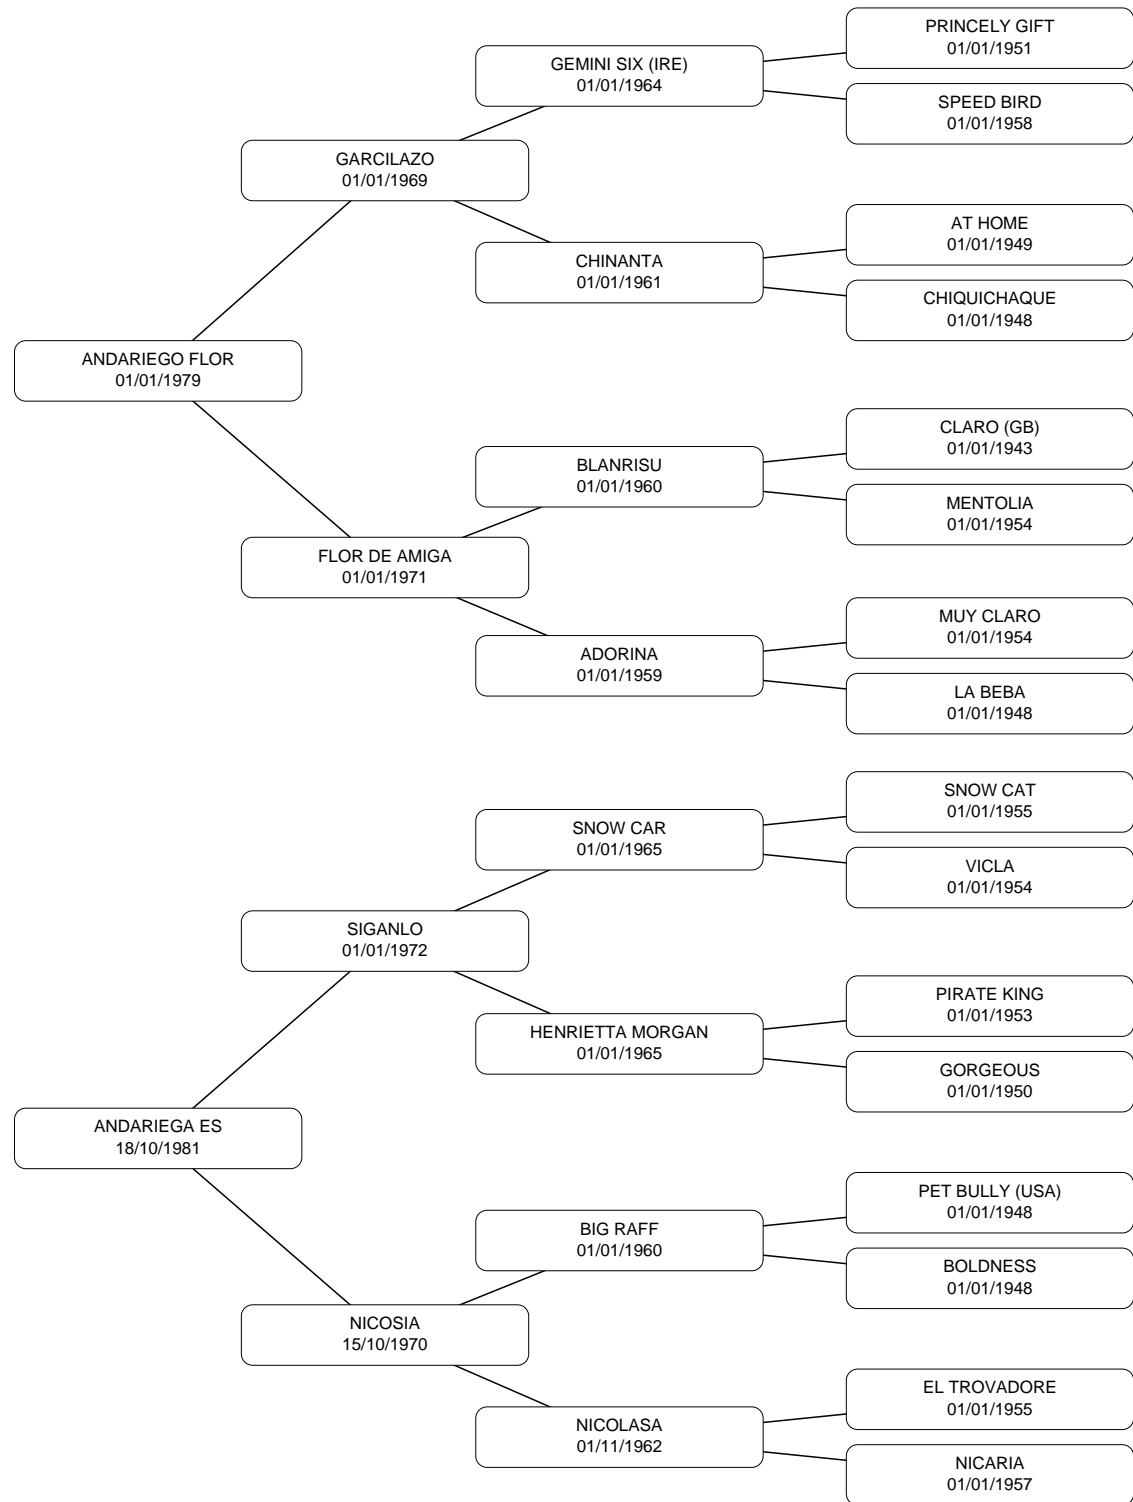 PRINCELY GIFT
01/01/1951
GEMINI SIX (IRE)
01/01/1964
SPEED BIRD
01/01/1958
GARCILAZO
01/01/1969
AT HOME
01/01/1949
CHINANTA
01/01/1961
CHIQUICHAQUE
01/01/1948
ANDARIEGO FLOR
01/01/1979
CLARO (GB)
01/01/1943
BLANRISU
01/01/1960
MENTOLIA
01/01/1954
FLOR DE AMIGA
01/01/1971
MUY CLARO
01/01/1954
ADORINA
01/01/1959
LA BEBA
01/01/1948
SNOW CAT
01/01/1955
SNOW CAR
01/01/1965
VICLA
01/01/1954
SIGANLO
01/01/1972
PIRATE KING
01/01/1953
HENRIETTA MORGAN
01/01/1965
GORGEOUS
01/01/1950
ANDARIEGA ES
18/10/1981
PET BULLY (USA)
01/01/1948
BIG RAFF
01/01/1960
BOLDNESS
01/01/1948
NICOSIA
15/10/1970
EL TROVADORE
01/01/1955
NICOLASA
01/11/1962
NICARIA
01/01/1957